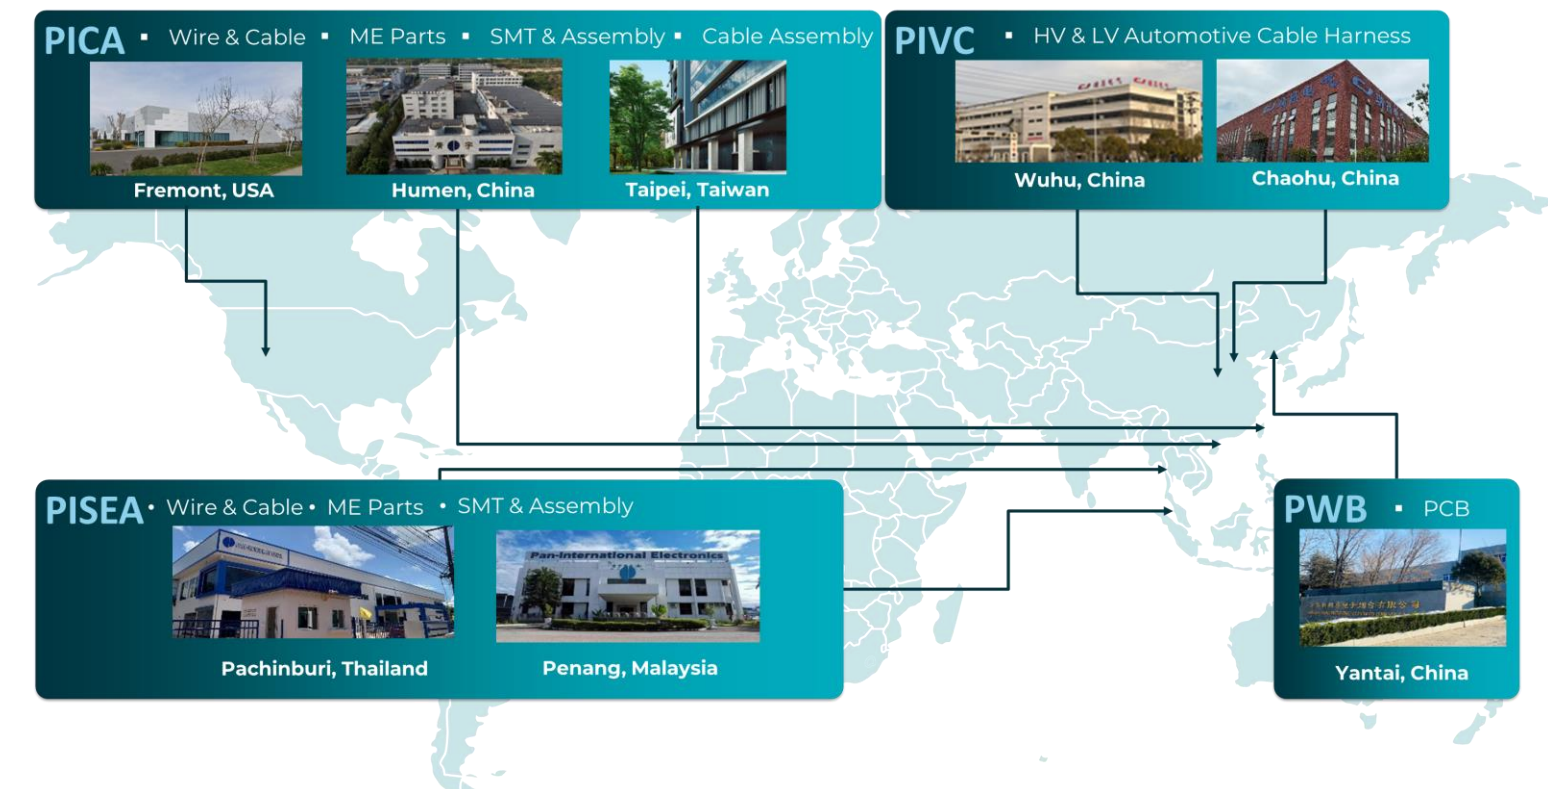 PICA ▪ Wire & Cable ▪ ME Parts ▪ SMT & Assembly ▪ Cable Assembly
Fremont, USA
Humen, China
Taipei, Taiwan
PIVC ▪ HV & LV Automotive Cable Harness
Wuhu, China
Chaohu, China
PISEA • Wire & Cable • ME Parts • SMT & Assembly
Pan-International Electronics
Pachinburi, Thailand
Penang, Malaysia
PWB ▪ PCB
Yantai, China